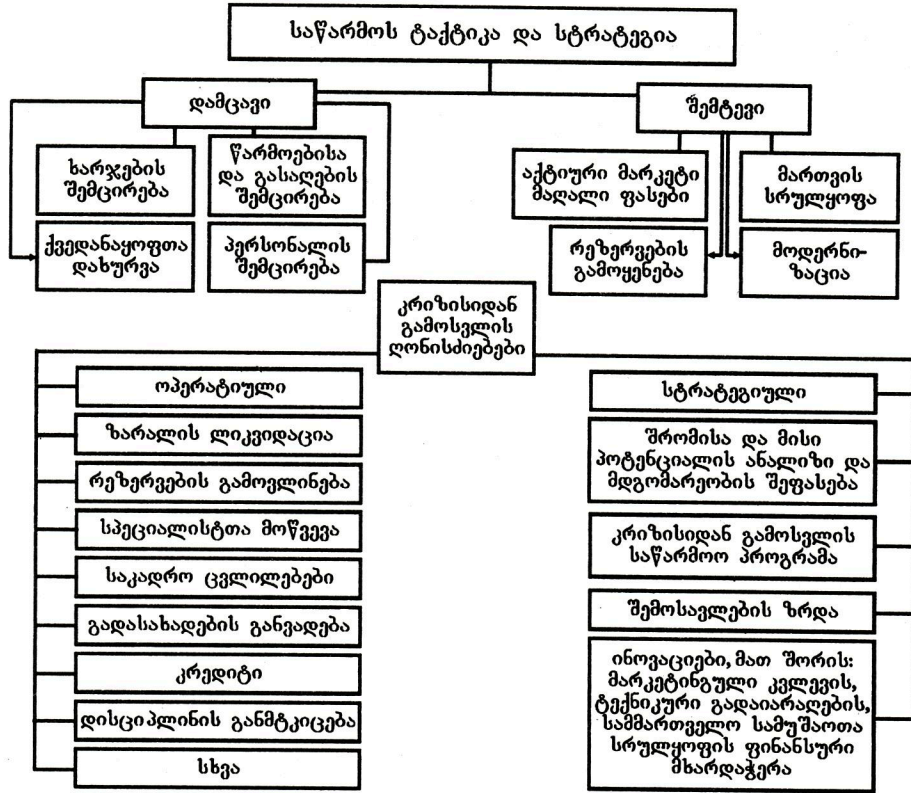 საწარმოს ტაქტიკა და სტრატეგია
დამცავი
შემტევი
ხარჯების
შემცირება
წარმოებისა
და გასაღების
შემცირება
აქტიური მარკეტი
მაღალი ფასები
მართვის
სრულყოფა
ქვედანაყოფთა
დახურვა
პერსონალის
შემცირება
რეზერვების
გამოყენება
მოდერნი-
ზაცია
კრიზისიდან
გამოსვლის
ღონისძიებები
ოპერატიული
ზარალის ლიკვიდაცია
რეზერვების გამოვლინება
სპეციალისტთა მოწვევა
საკადრო ცვლილებები
გადასახადების განვადება
კრედიტი
დისციპლინის განმტკიცება
სხვა
სტრატეგიული
შრომისა და მისი
პოტენციალის ანალიზი და
მდგომარეობის შეფასება
კრიზისიდან გამოსვლის
საწარმოო პროგრამა
შემოსავლების ზრდა
ინოვაციები, მათ შორის:
მარკეტინგული კვლევის,
ტექნიკური გადაიარაღების,
სამმართველო სამუშაოთა
სრულყოფის ფინანსური
მხარდაჭერა